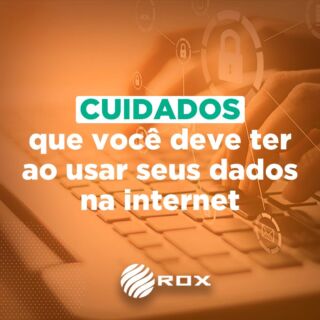 CUIDADOS
que você deve ter
ao usar seus dados
na internet
ROX